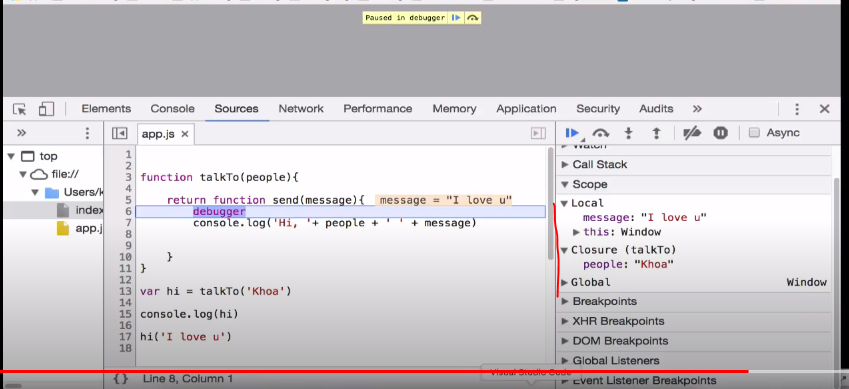 Paused in debugger
Elements Console Sources Network Performance Memory Application Security Audits »
» app.js × Async
top
file://
Users/k
index
app.j
1
2
3 function talkTo(people){
4
5 return function send(message){ message = "I love u"
6 debugger
7 console.log('Hi, '+ people + ' ' + message)
8
9
10 }
11 }
12
13 var hi = talkTo('Khoa')
14
15 console.log(hi)
16
17 hi('I love u')
18
{} Line 8, Column 1
Watch
Call Stack
Scope
Local
message: "I love u"
this: Window
Closure (talkTo)
people: "Khoa"
Global Window
Breakpoints
XHR Breakpoints
DOM Breakpoints
Global Listeners
Event Listener Breakpoints
Visual Studio Code